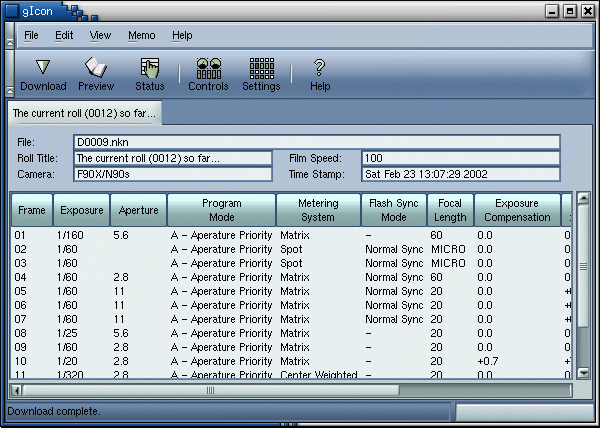 gIcon
File Edit View Memo Help
Download Preview Status Controls Settings Help
The current roll (0012) so far...
File: D0009.nkn
Roll Title: The current roll (0012) so far... Film Speed: 100
Camera: F90X/N90s Time Stamp: Sat Feb 23 13:07:29 2002
Frame Exposure Aperture Program Mode Metering System Flash Sync Mode Focal Length Exposure Compensation
01 1/160 5.6 A - Aperature Priority Matrix - 60 0.0 0
02 1/60 A - Aperature Priority Spot Normal Sync MICRO 0.0 0
03 1/60 A - Aperature Priority Spot Normal Sync MICRO 0.0 0
04 1/60 2.8 A - Aperature Priority Matrix Normal Sync 60 0.0 0
05 1/60 11 A - Aperature Priority Matrix Normal Sync 20 0.0 +
06 1/60 11 A - Aperature Priority Matrix Normal Sync 20 0.0 +
07 1/60 11 A - Aperature Priority Matrix Normal Sync 20 0.0 +
08 1/25 5.6 A - Aperature Priority Matrix - 20 0.0 0
09 1/60 2.8 A - Aperature Priority Matrix - 20 0.0 0
10 1/20 2.8 A - Aperature Priority Matrix - 20 +0.7 +
11 1/320 2.8 A - Aperature Priority Center Weighted - 20 0.0 0
Download complete.